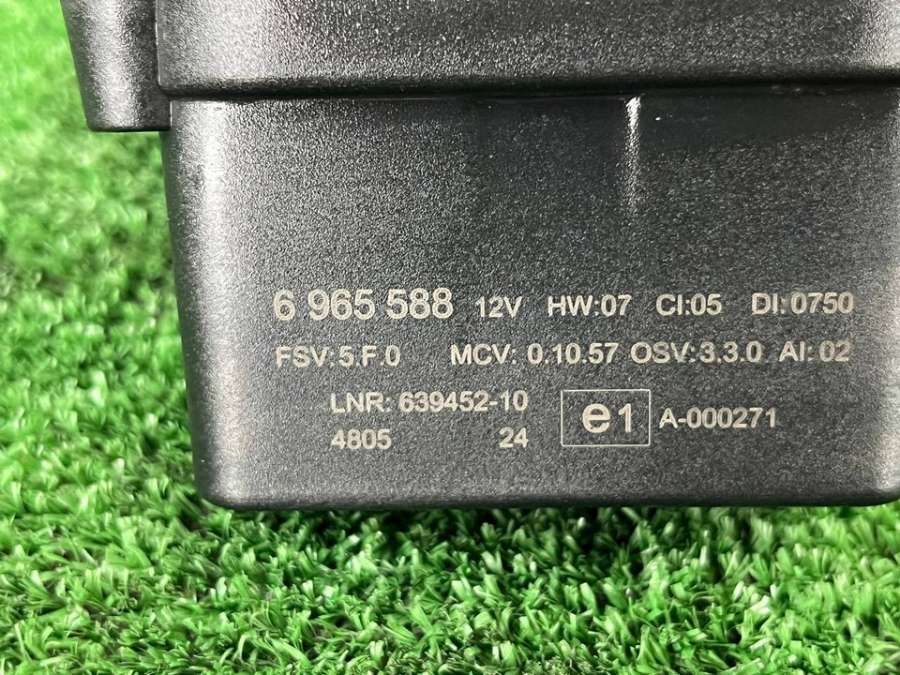 6 965 588 12V HW:07 CI:05 DI:0750
FSV:5.F.0 MCV: 0.10.57 OSV:3.3.0 AI:02
LNR: 639452-10 e1 A-000271
4805 24